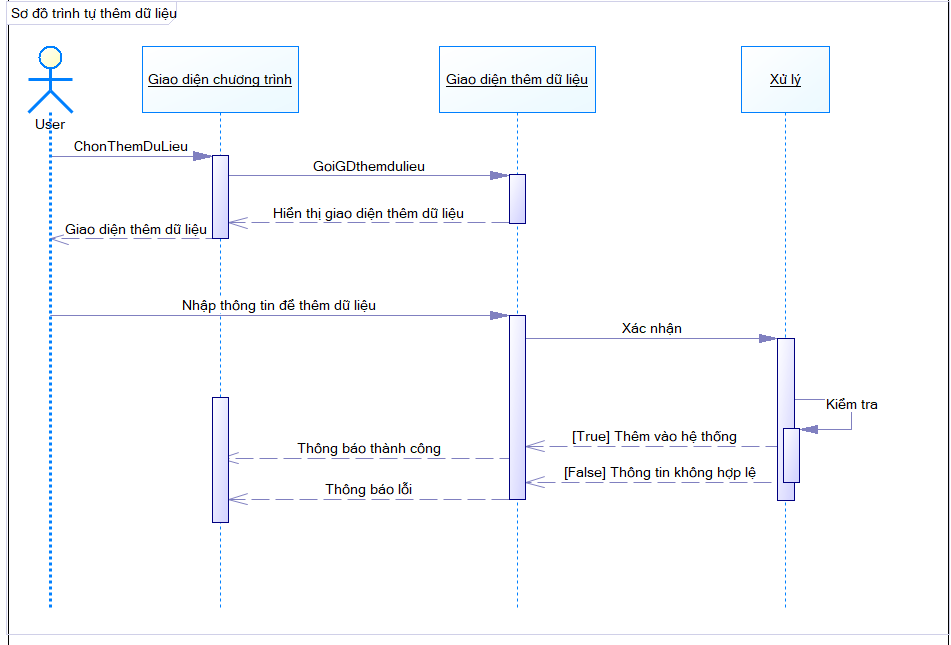 Sơ đồ trình tự thêm dữ liệu
Giao diện chương trình
Giao diện thêm dữ liệu
Xử lý
User
ChonThemDuLieu
GoiGDthemdulieu
Hiển thị giao diện thêm dữ liệu
Giao diện thêm dữ liệu
Nhập thông tin để thêm dữ liệu
Xác nhận
Kiểm tra
[True] Thêm vào hệ thống
Thông báo thành công
[False] Thông tin không hợp lệ
Thông báo lỗi